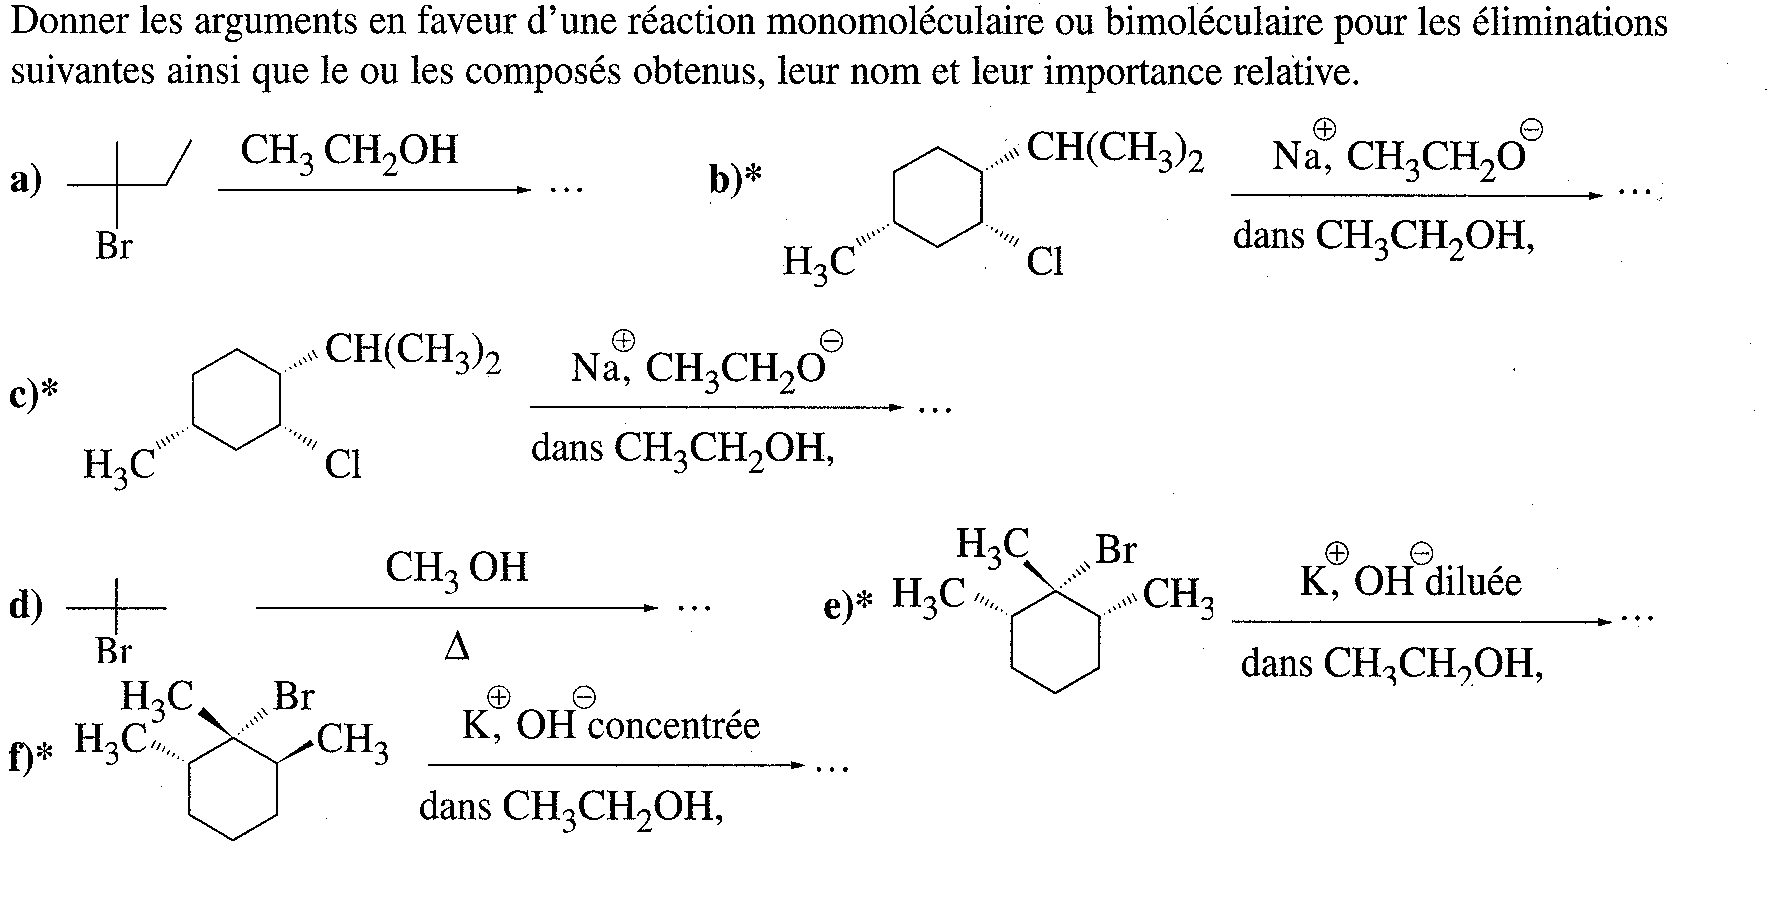 Donner les arguments en faveur d'une réaction monomoléculaire ou bimoléculaire pour les éliminations
suivantes ainsi que le ou les composés obtenus, leur nom et leur importance relative.
a) Br CH₃ CH₂OH ...
b)* CH(CH₃)₂ H₃C Cl Na⊕, CH₃CH₂O⊖ dans CH₃CH₂OH, ...
c)* CH(CH₃)₂ H₃C Cl Na⊕, CH₃CH₂O⊖ dans CH₃CH₂OH, ...
d) Br CH₃ OH Δ ...
e)* H₃C H₃C Br CH₃ K⊕, OH⊖ diluée dans CH₃CH₂OH, ...
f)* H₃C H₃C Br CH₃ K⊕, OH⊖ concentrée dans CH₃CH₂OH, ...